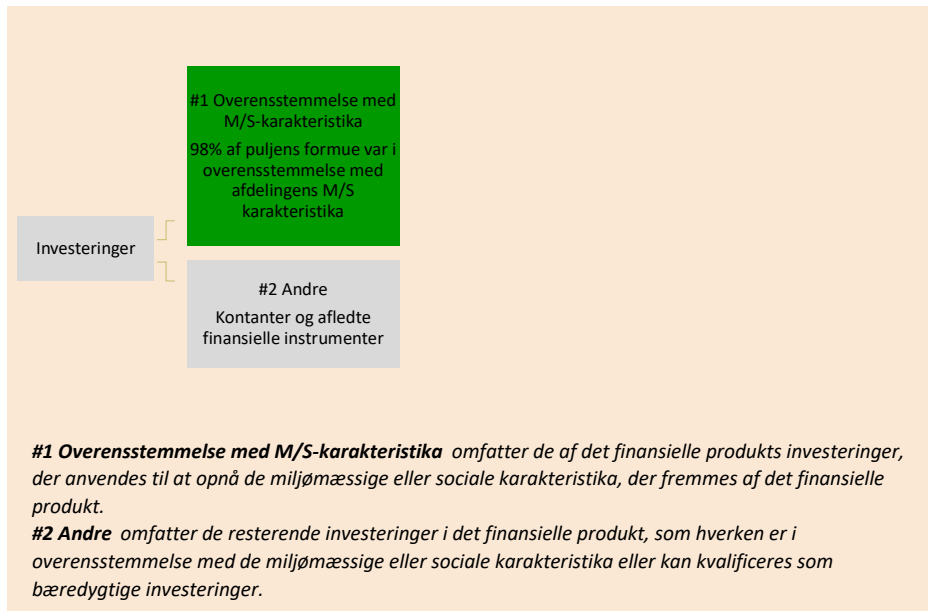 #1 Overensstemmelse med
M/S-karakteristika
98% af puljens formue var i
overensstemmelse med
afdelingens M/S
karakteristika
Investeringer
#2 Andre
Kontanter og afledte
finansielle instrumenter
#1 Overensstemmelse med M/S-karakteristika omfatter de af det finansielle produkts investeringer,
der anvendes til at opnå de miljømæssige eller sociale karakteristika, der fremmes af det finansielle
produkt.
#2 Andre omfatter de resterende investeringer i det finansielle produkt, som hverken er i
overensstemmelse med de miljømæssige eller sociale karakteristika eller kan kvalificeres som
bæredygtige investeringer.